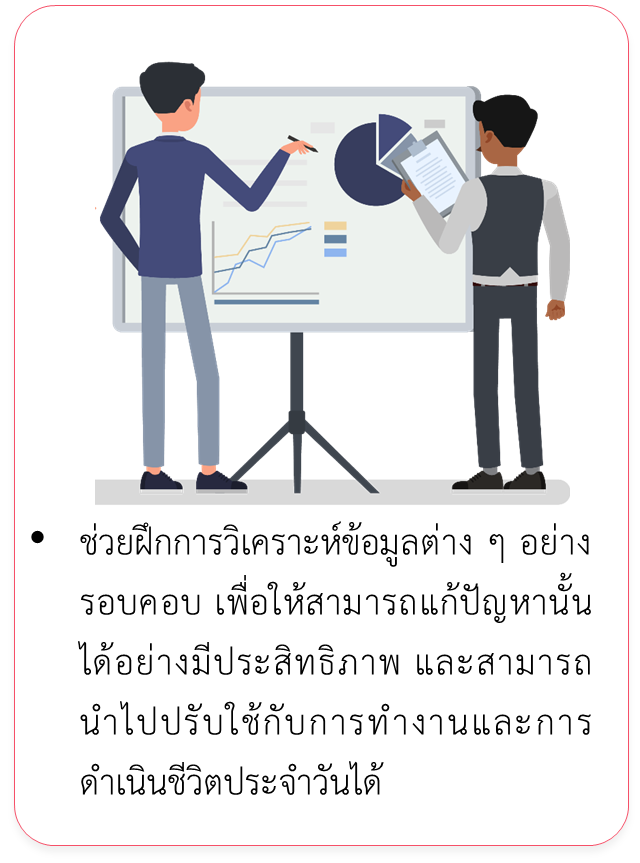 • ช่วยฝึกการวิเคราะห์ข้อมูลต่าง ๆ อย่าง
รอบคอบ เพื่อให้สามารถแก้ปัญหานั้น
ได้อย่างมีประสิทธิภาพ และสามารถ
นำไปปรับใช้กับการทำงานและการ
ดำเนินชีวิตประจำวันได้